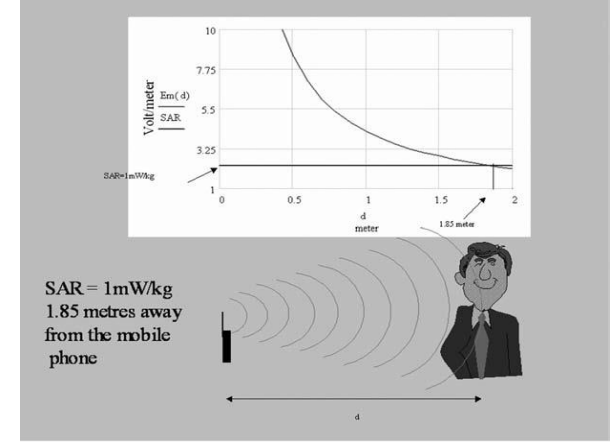 10
7.75
5.5
3.25
1
Volt/meter
Em( d)
SAR
SAR=1mW/kg
0
0.5
1
1.5
2
d
meter
1.85 meter
SAR = 1mW/kg
1.85 metres away
from the mobile
phone
d